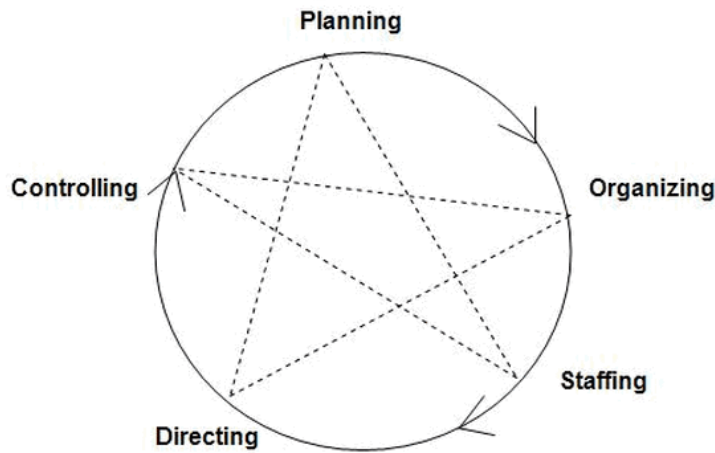 Planning
Controlling
Organizing
Staffing
Directing